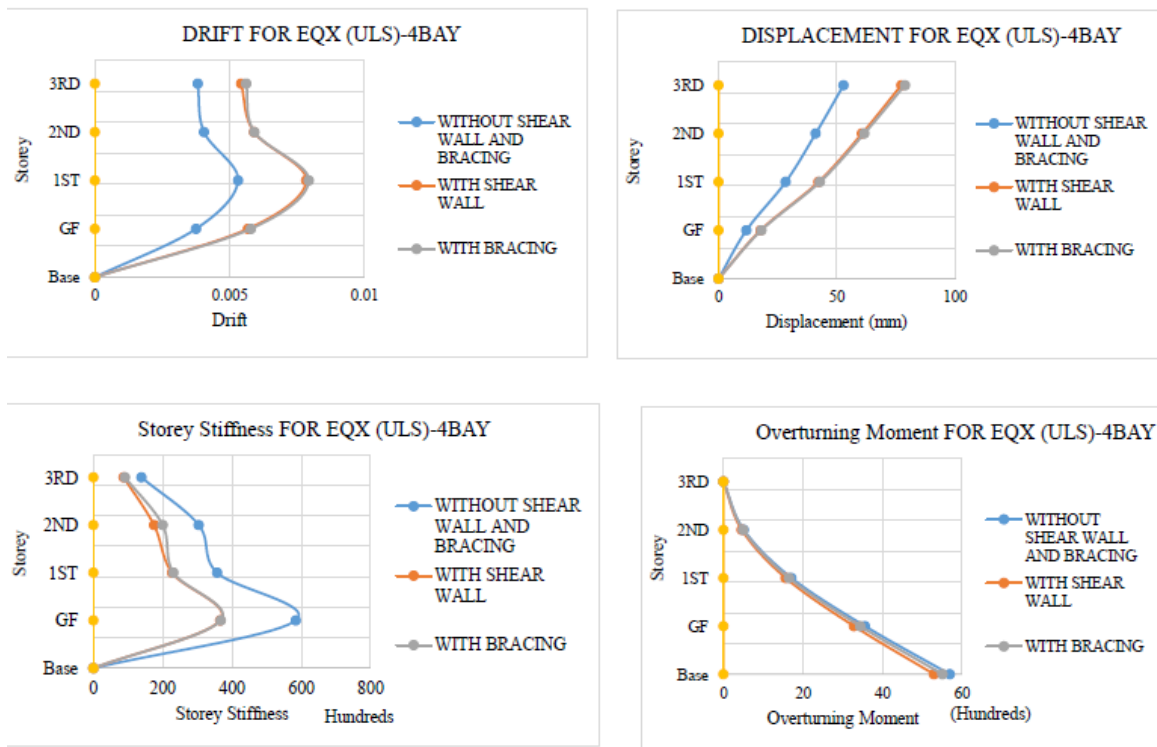 DRIFT FOR EQX (ULS)-4BAY
3RD
2ND
1ST
GF
Base
Storey
0
0.005
0.01
Drift
WITHOUT SHEAR
WALL AND
BRACING
WITH SHEAR
WALL
WITH BRACING
DISPLACEMENT FOR EQX (ULS)-4BAY
3RD
2ND
1ST
GF
Base
Storey
0
50
100
Displacement (mm)
WITHOUT SHEAR
WALL AND
BRACING
WITH SHEAR
WALL
WITH BRACING
Storey Stiffness FOR EQX (ULS)-4BAY
3RD
2ND
1ST
GF
Base
Storey
0
200
400
600
800
Storey Stiffness
Hundreds
WITHOUT SHEAR
WALL AND
BRACING
WITH SHEAR
WALL
WITH BRACING
Overturning Moment FOR EQX (ULS)-4BAY
3RD
2ND
1ST
GF
Base
Storey
0
20
40
60
Overturning Moment
(Hundreds)
WITHOUT
SHEAR WALL
AND BRACING
WITH SHEAR
WALL
WITH BRACING